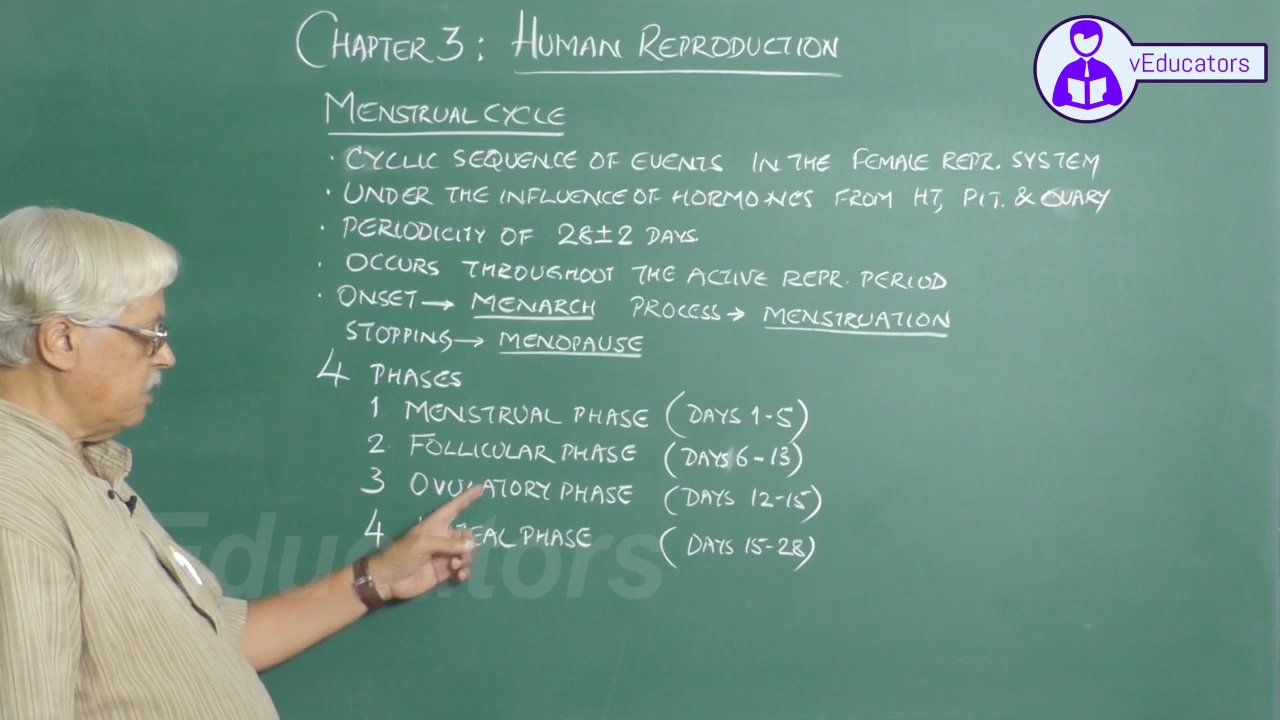 CHAPTER 3: HUMAN REPRODUCTION
vEducators
MENSTRUAL CYCLE
· CYCLIC SEQUENCE OF EVENTS IN THE FEMALE REPR. SYSTEM
· UNDER THE INFLUENCE OF HORMONES FROM HT, PIT. & OVARY
· PERIODICITY OF 28±2 DAYS
· OCCURS THROUGHOUT THE ACTIVE REPR. PERIOD
· ONSET → MENARCH PROCESS → MENSTRUATION
STOPPING → MENOPAUSE
4 PHASES
1. MENSTRUAL PHASE (DAYS 1-5)
2. FOLLICULAR PHASE (DAYS 6-13)
3 OVULATORY PHASE (DAYS 12-15)
4 PHASE (DAYS 15-28)
vEducators